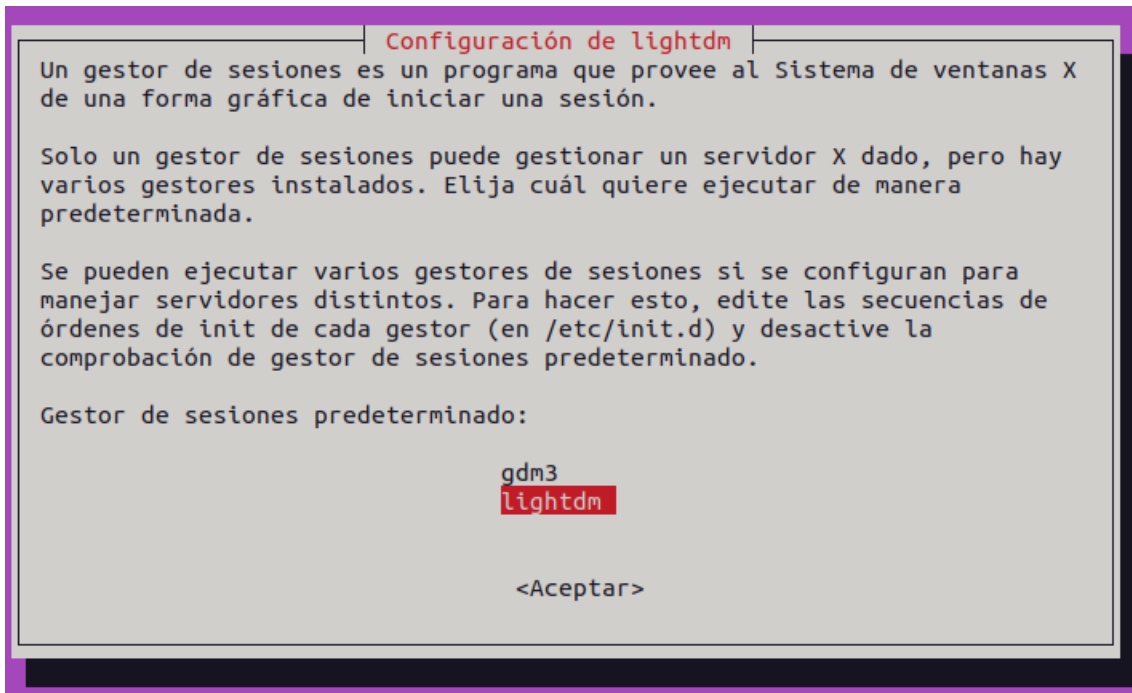 Configuración de lightdm
Un gestor de sesiones es un programa que provee al Sistema de ventanas X
de una forma gráfica de iniciar una sesión.
Solo un gestor de sesiones puede gestionar un servidor X dado, pero hay
varios gestores instalados. Elija cuál quiere ejecutar de manera
predeterminada.
Se pueden ejecutar varios gestores de sesiones si se configuran para
manejar servidores distintos. Para hacer esto, edite las secuencias de
órdenes de init de cada gestor (en /etc/init.d) y desactive la
comprobación de gestor de sesiones predeterminado.
Gestor de sesiones predeterminado:
gdm3
lightdm
<Aceptar>